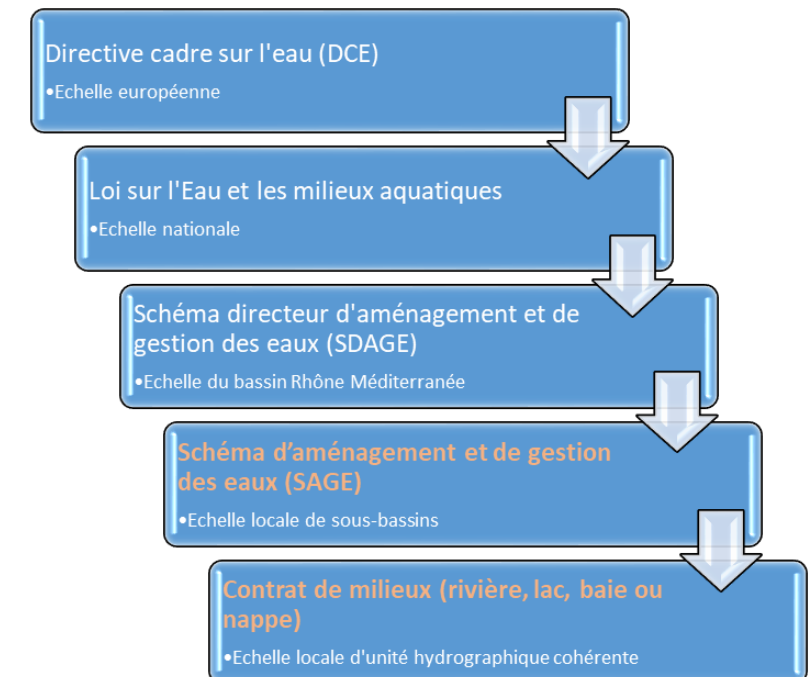 Directive cadre sur l'eau (DCE)
•Echelle européenne
Loi sur l'Eau et les milieux aquatiques
•Echelle nationale
Schéma directeur d'aménagement et de
gestion des eaux (SDAGE)
•Echelle du bassin Rhône Méditerranée
Schéma d’aménagement et de gestion
des eaux (SAGE)
•Echelle locale de sous-bassins
Contrat de milieux (rivière, lac, baie ou
nappe)
•Echelle locale d'unité hydrographique cohérente